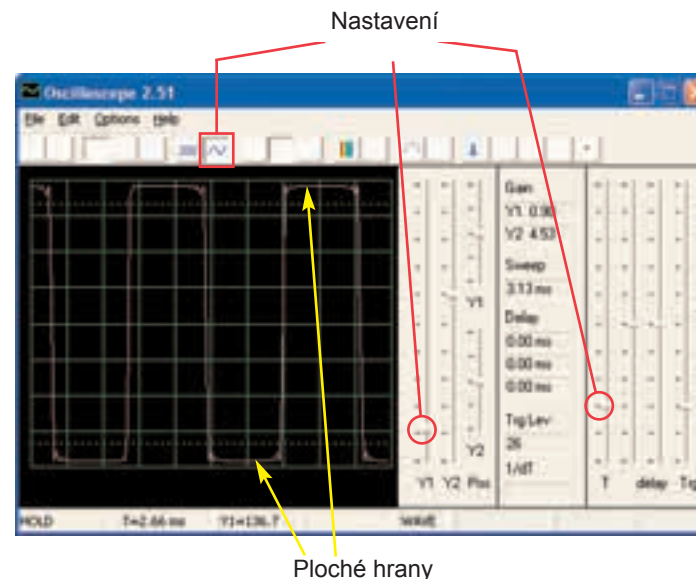 Nastavení
Oscilloscope 2.51
File Edit Options Help
Gain
Y1 0.90
Y2 4.53
Sweep
3.13 ms
Delay
0.00 ms
0.00 ms
0.00 ms
Trg/Lev
26
1/dT
Y1
Y2
Y1 Y2 Pos
T delay Trg
HOLD T=2.66 ms Y1=136.7 WAVE
Ploché hrany